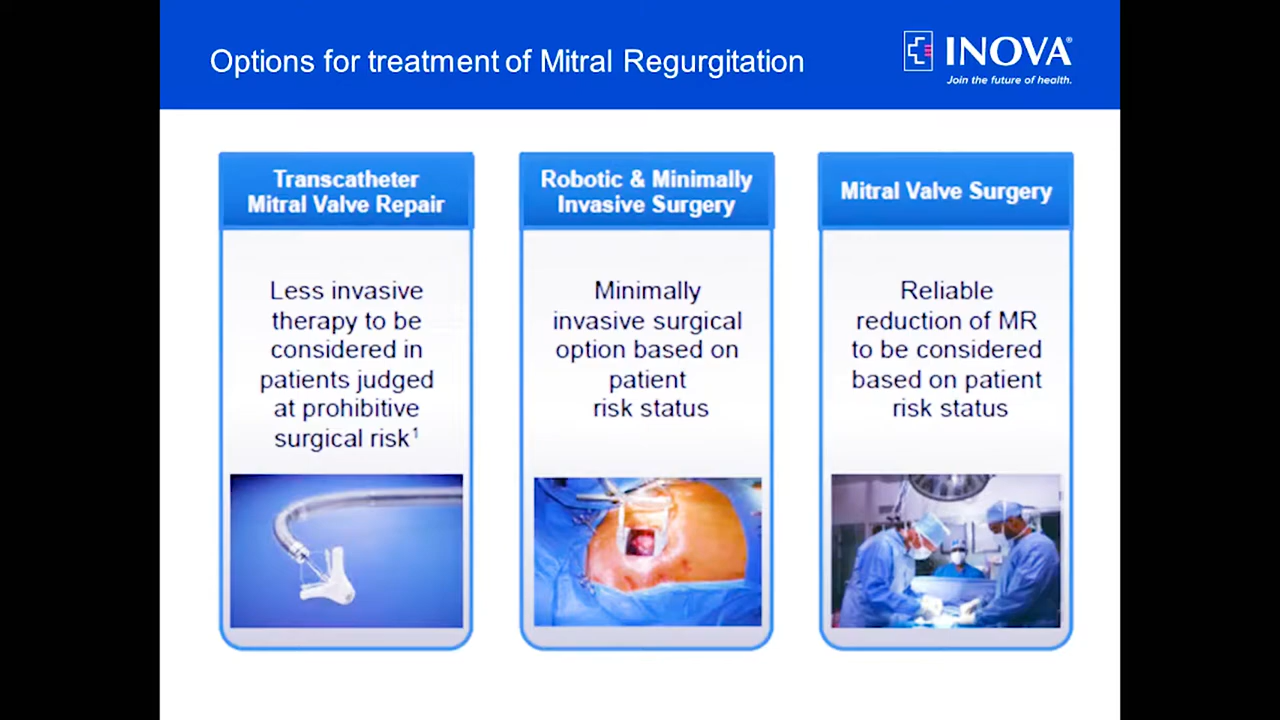 Options for treatment of Mitral Regurgitation
INOVA®
Join the future of health.
Transcatheter
Mitral Valve Repair
Less invasive
therapy to be
considered in
patients judged
at prohibitive
surgical risk¹
Robotic & Minimally
Invasive Surgery
Minimally
invasive surgical
option based on
patient
risk status
Mitral Valve Surgery
Reliable
reduction of MR
to be considered
based on patient
risk status